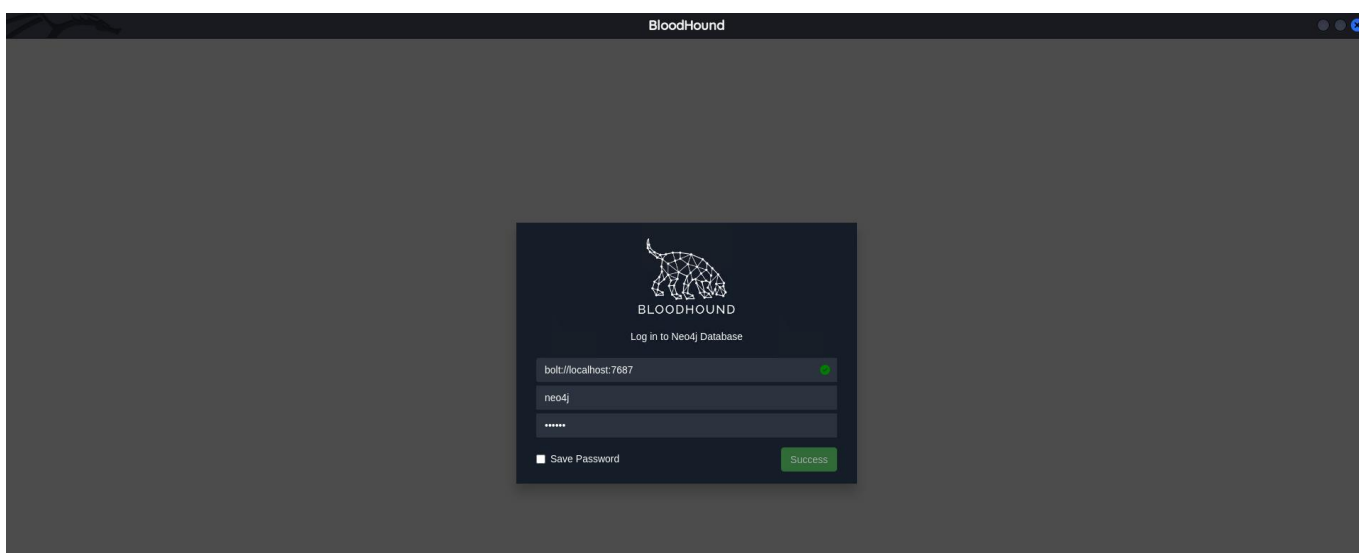 BloodHound
BLOODHOUND
Log in to Neo4j Database
bolt://localhost:7687
neo4j
••••••
Save Password
Success